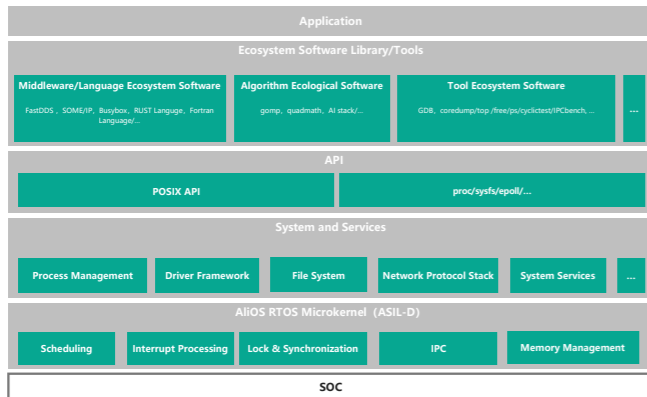 Application
Ecosystem Software Library/Tools
Middleware/Language Ecosystem Software
FastDDS 、SOME/IP、Busybox、RUST Languge、Fortran
Language/...
Algorithm Ecological Software
gomp、quadmath、AI stack/...
Tool Ecosystem Software
GDB、coredump/top /free/ps/cyclictest/IPCbench, ...
...
API
POSIX API
proc/sysfs/epoll/...
System and Services
Process Management
Driver Framework
File System
Network Protocol Stack
System Services
...
AliOS RTOS Microkernel（ASIL-D）
Scheduling
Interrupt Processing
Lock & Synchronization
IPC
Memory Management
SOC